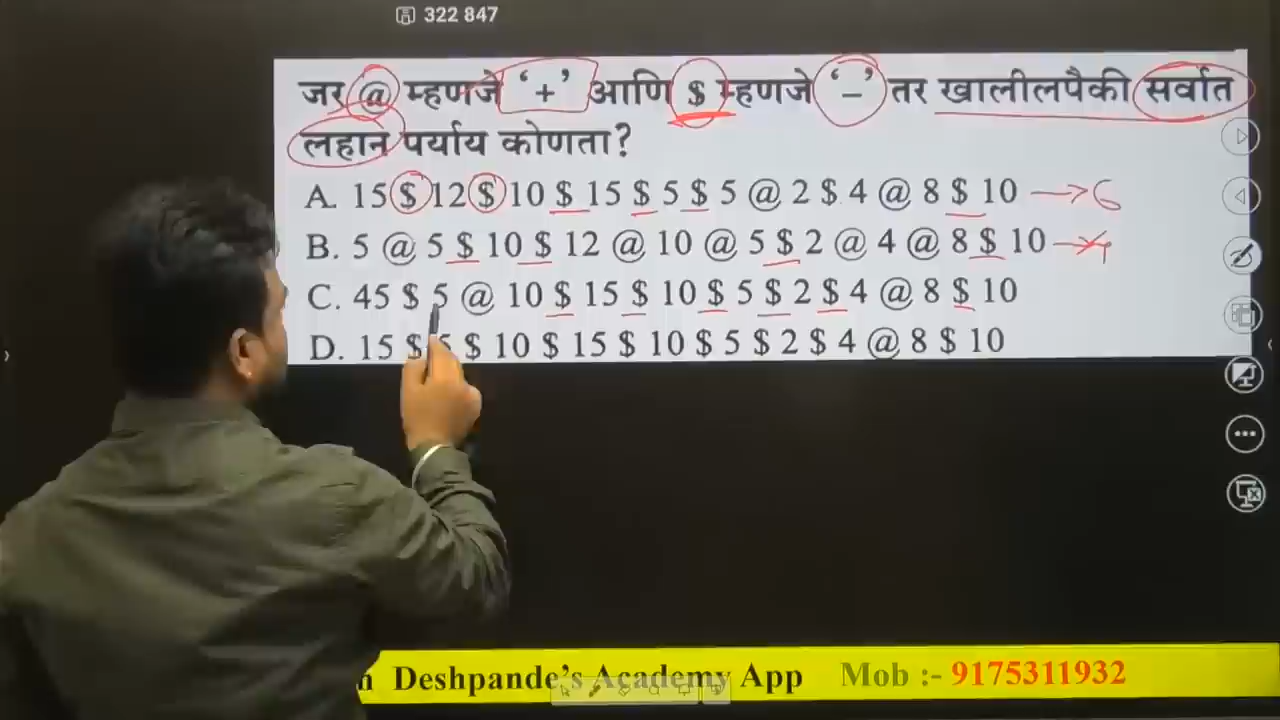 322 847
जर @ म्हणजे ‘+’ आणि $ म्हणजे ‘–’ तर खालीलपैकी सर्वात
लहान पर्याय कोणता?
A. 15 $ 12 $ 10 $ 15 $ 5 $ 5 @ 2 $ 4 @ 8 $ 10 →6
B. 5 @ 5 $ 10 $ 12 @ 10 @ 5 $ 2 @ 4 @ 8 $ 10
C. 45 $ 5 @ 10 $ 15 $ 10 $ 5 $ 2 $ 4 @ 8 $ 10
D. 15 $ 5 $ 10 $ 15 $ 10 $ 5 $ 2 $ 4 @ 8 $ 10
Deshpande’s Academy App Mob :- 9175311932